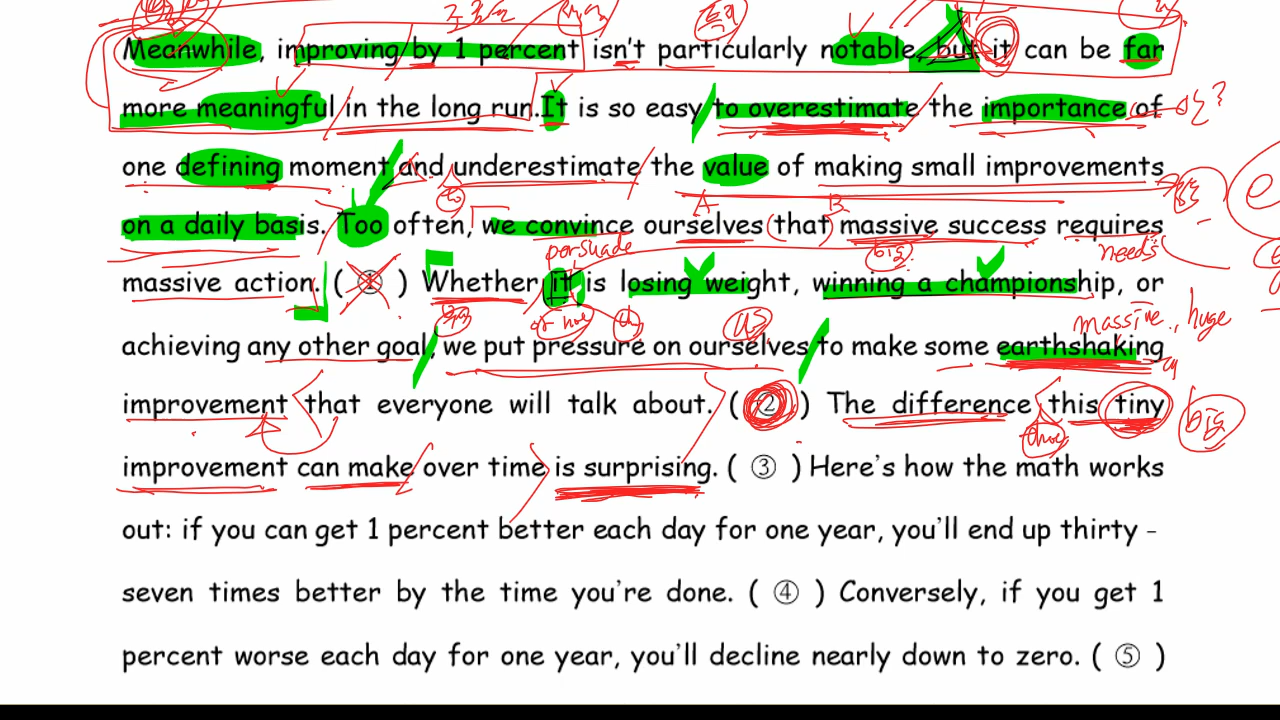 Meanwhile, improving by 1 percent isn't particularly notable, but it can be far
more meaningful in the long run. It is so easy to overestimate the importance of
one defining moment and underestimate the value of making small improvements
on a daily basis. Too often, we convince ourselves (that) massive success requires
persuade
needs
massive action. ( ① ) Whether it is losing weight, winning a championship, or
or not
massive, huge
achieving any other goal, we put pressure on ourselves to make some earthshaking
improvement that everyone will talk about. ( ② ) The difference this tiny
improvement can make over time is surprising. ( ③ ) Here's how the math works
out: if you can get 1 percent better each day for one year, you'll end up thirty -
seven times better by the time you're done. ( ④ ) Conversely, if you get 1
percent worse each day for one year, you'll decline nearly down to zero. ( ⑤ )